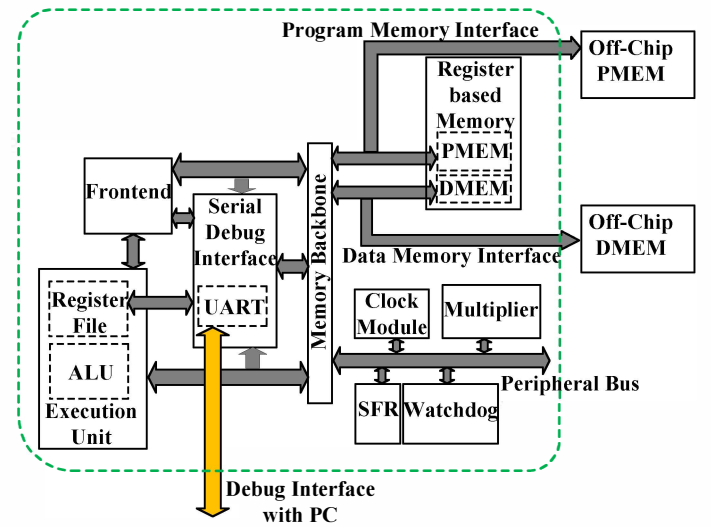 Program Memory Interface
Off-Chip
PMEM
Register
based
Memory
PMEM
DMEM
Frontend
Serial
Debug
Interface
UART
Memory Backbone
Off-Chip
DMEM
Data Memory Interface
Register
File
ALU
Execution
Unit
Clock
Module
Multiplier
Peripheral Bus
SFR
Watchdog
Debug Interface
with PC